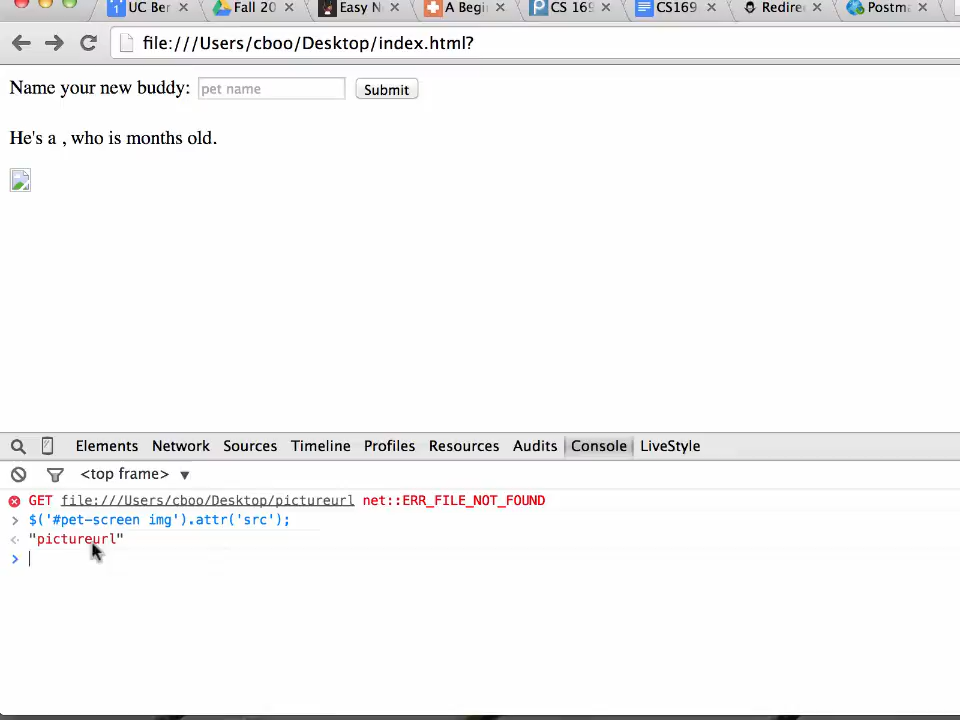 UC Ber Fall 20 Easy N A Begi CS 169 CS169 Redire Postma
file:///Users/cboo/Desktop/index.html?
Name your new buddy: pet name Submit
He's a , who is months old.
Elements Network Sources Timeline Profiles Resources Audits Console LiveStyle
<top frame> ▼
GET file:///Users/cboo/Desktop/pictureurl net::ERR_FILE_NOT_FOUND
> $('#pet-screen img').attr('src');
"pictureurl"
>